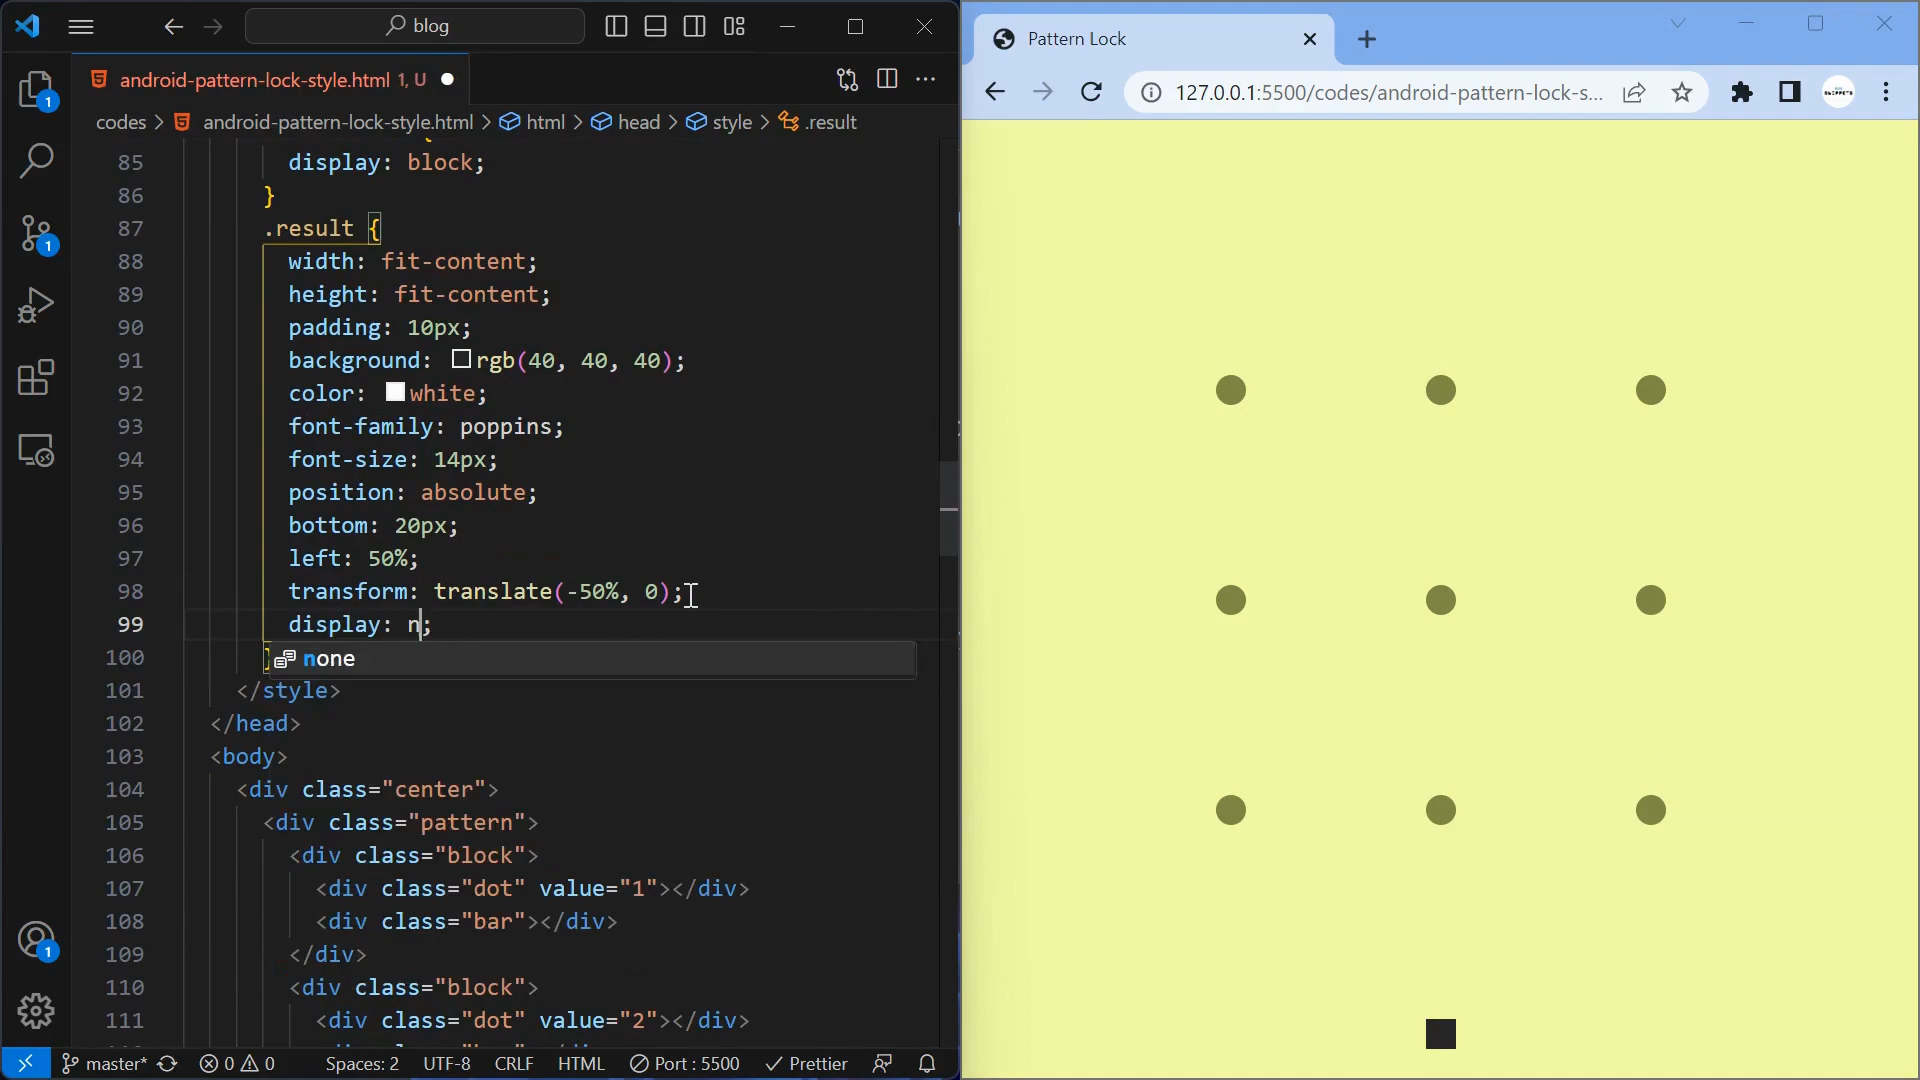 blog
android-pattern-lock-style.html 1, U
codes > android-pattern-lock-style.html > html > head > style > .result
85 display: block;
86 }
87 .result {
88 width: fit-content;
89 height: fit-content;
90 padding: 10px;
91 background: rgb(40, 40, 40);
92 color: white;
93 font-family: poppins;
94 font-size: 14px;
95 position: absolute;
96 bottom: 20px;
97 left: 50%;
98 transform: translate(-50%, 0);
99 display: n;
100 }
none
101 </style>
102 </head>
103 <body>
104 <div class="center">
105 <div class="pattern">
106 <div class="block">
107 <div class="dot" value="1"></div>
108 <div class="bar"></div>
109 </div>
110 <div class="block">
111 <div class="dot" value="2"></div>
1
1
1
master* 0 0 Spaces: 2 UTF-8 CRLF HTML Port : 5500 Prettier
Pattern Lock
127.0.0.1:5500/codes/android-pattern-lock-s...